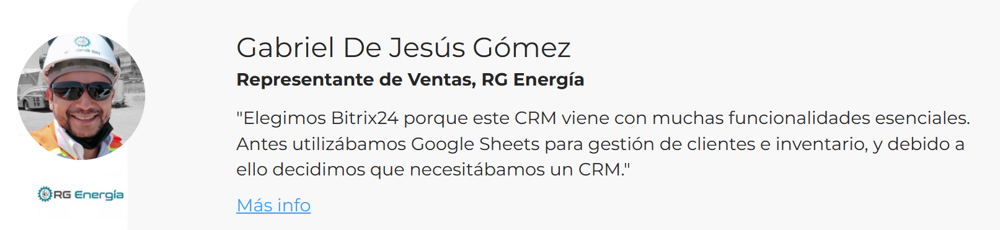 Gabriel De Jesús Gómez
Representante de Ventas, RG Energía
"Elegimos Bitrix24 porque este CRM viene con muchas funcionalidades esenciales.
Antes utilizábamos Google Sheets para gestión de clientes e inventario, y debido a
ello decidimos que necesitábamos un CRM."
RG Energía
Más info